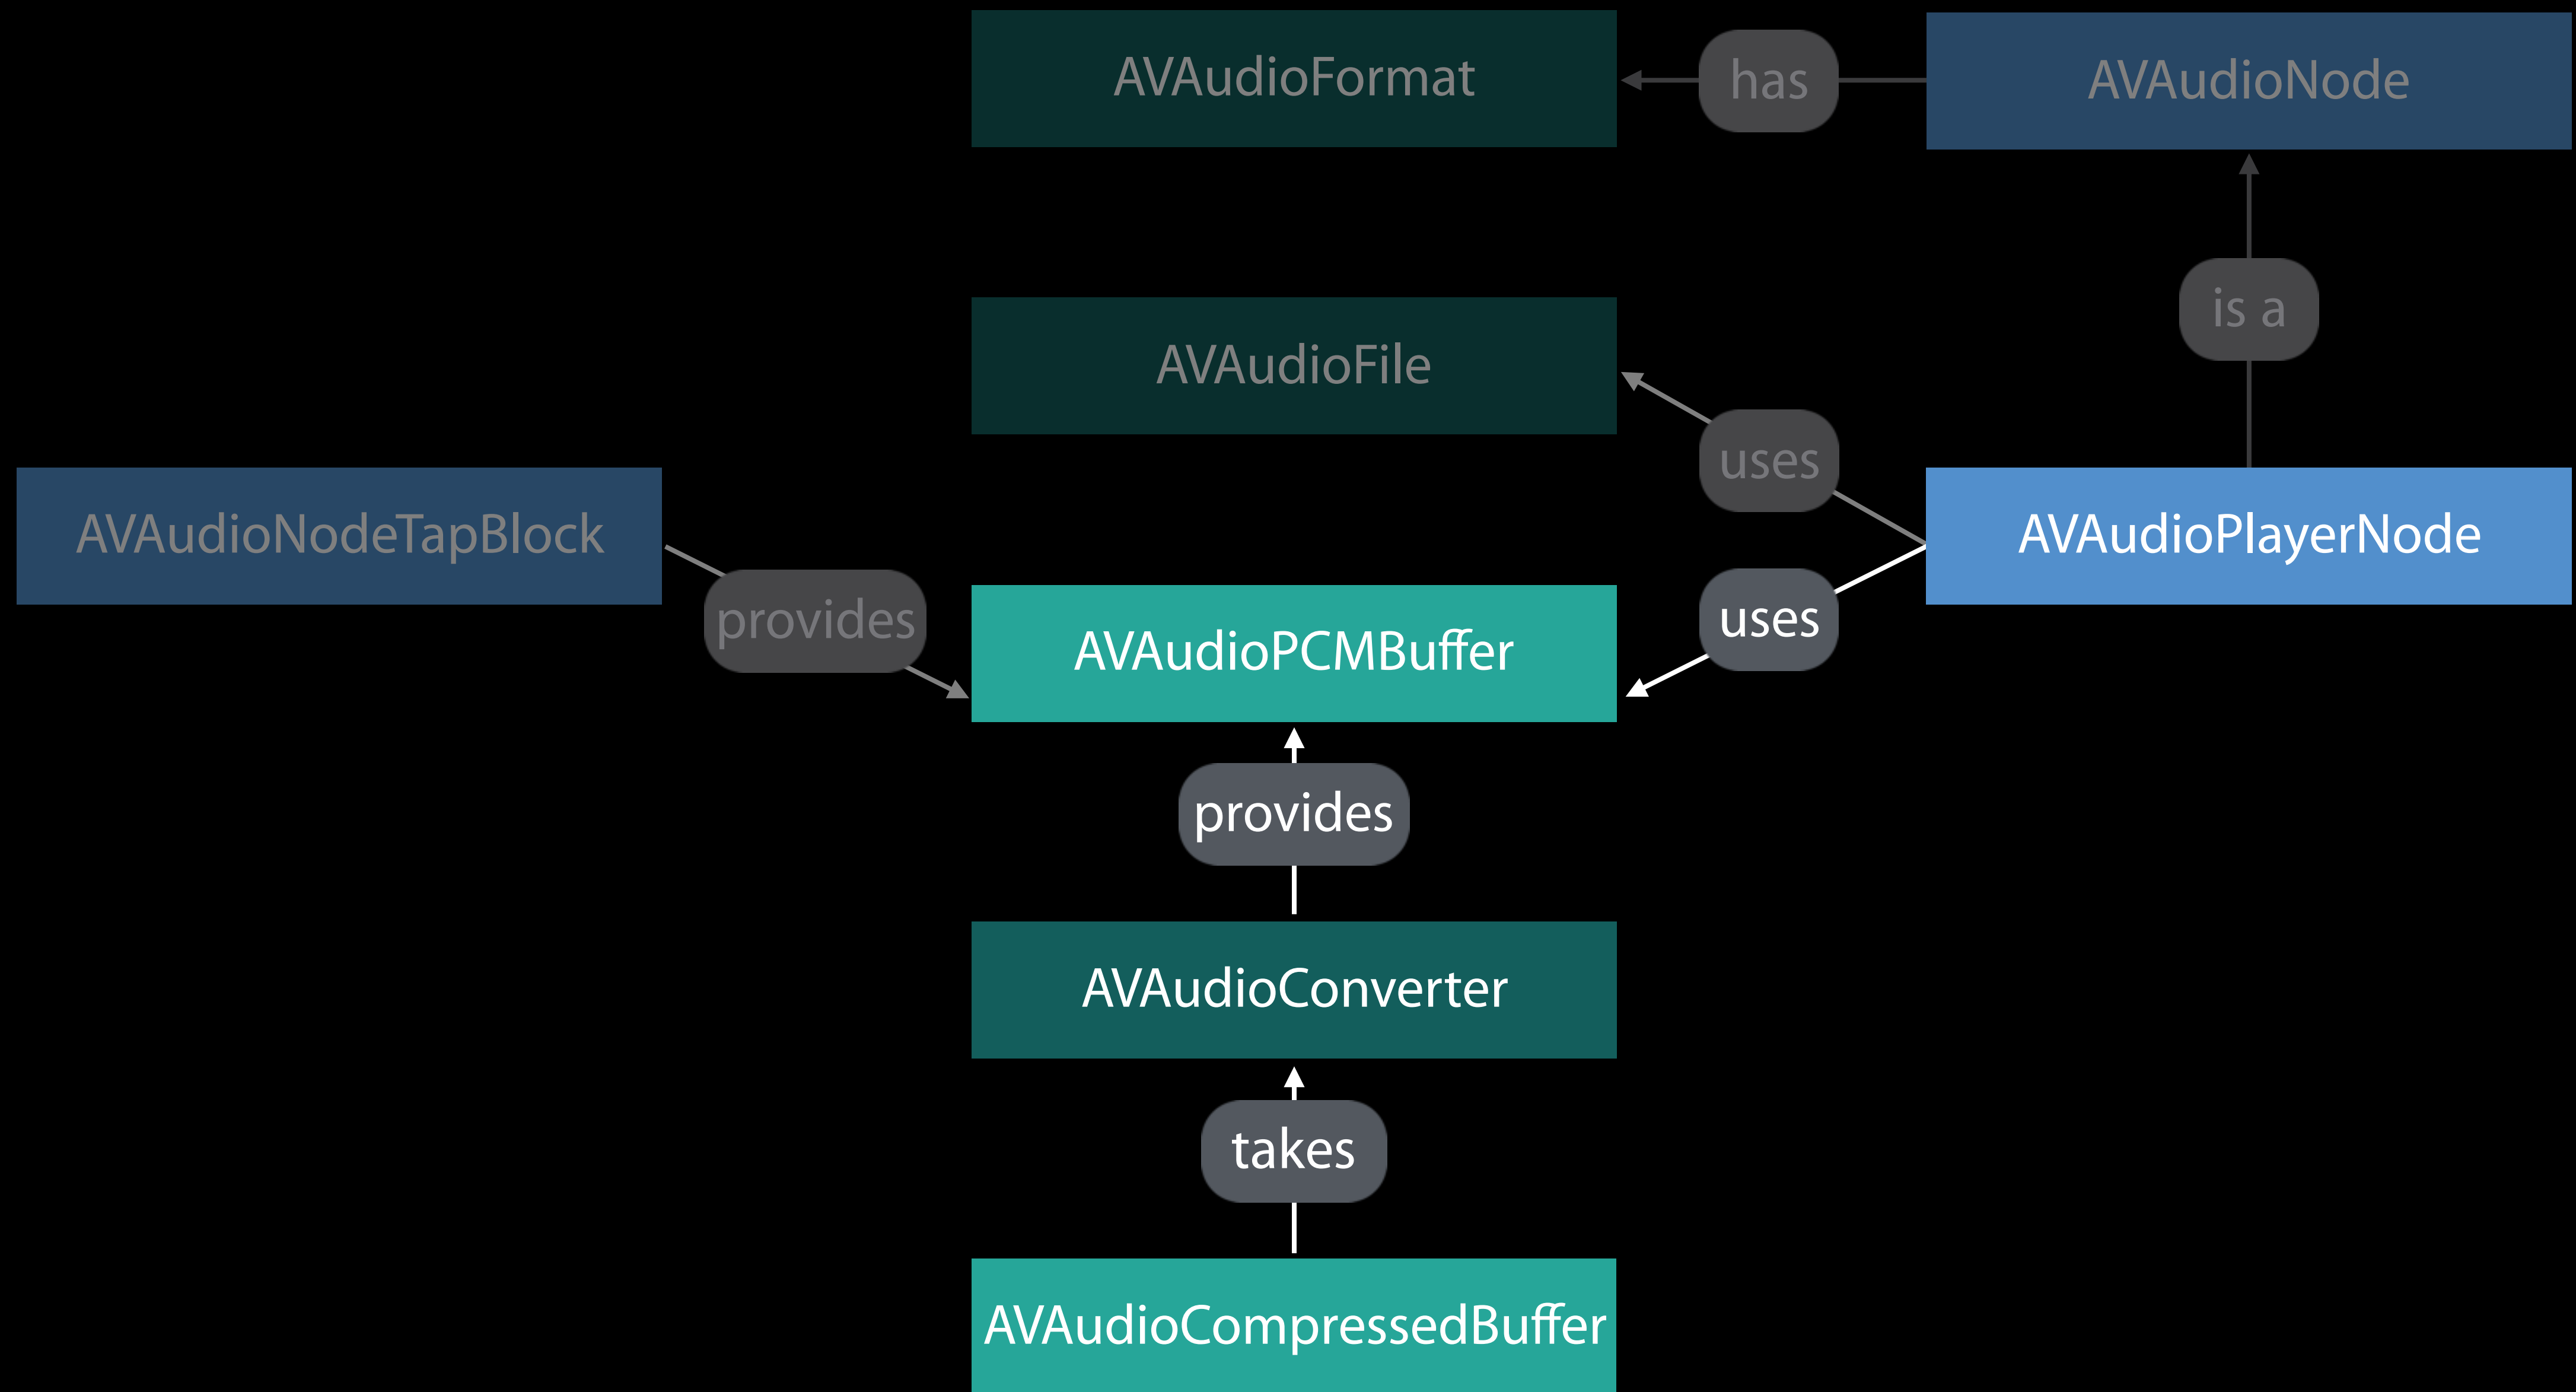 AVAudioFormat
has
AVAudioNode
is a
AVAudioFile
uses
AVAudioNodeTapBlock
AVAudioPlayerNode
provides
uses
AVAudioPCMBuffer
provides
AVAudioConverter
takes
AVAudioCompressedBuffer